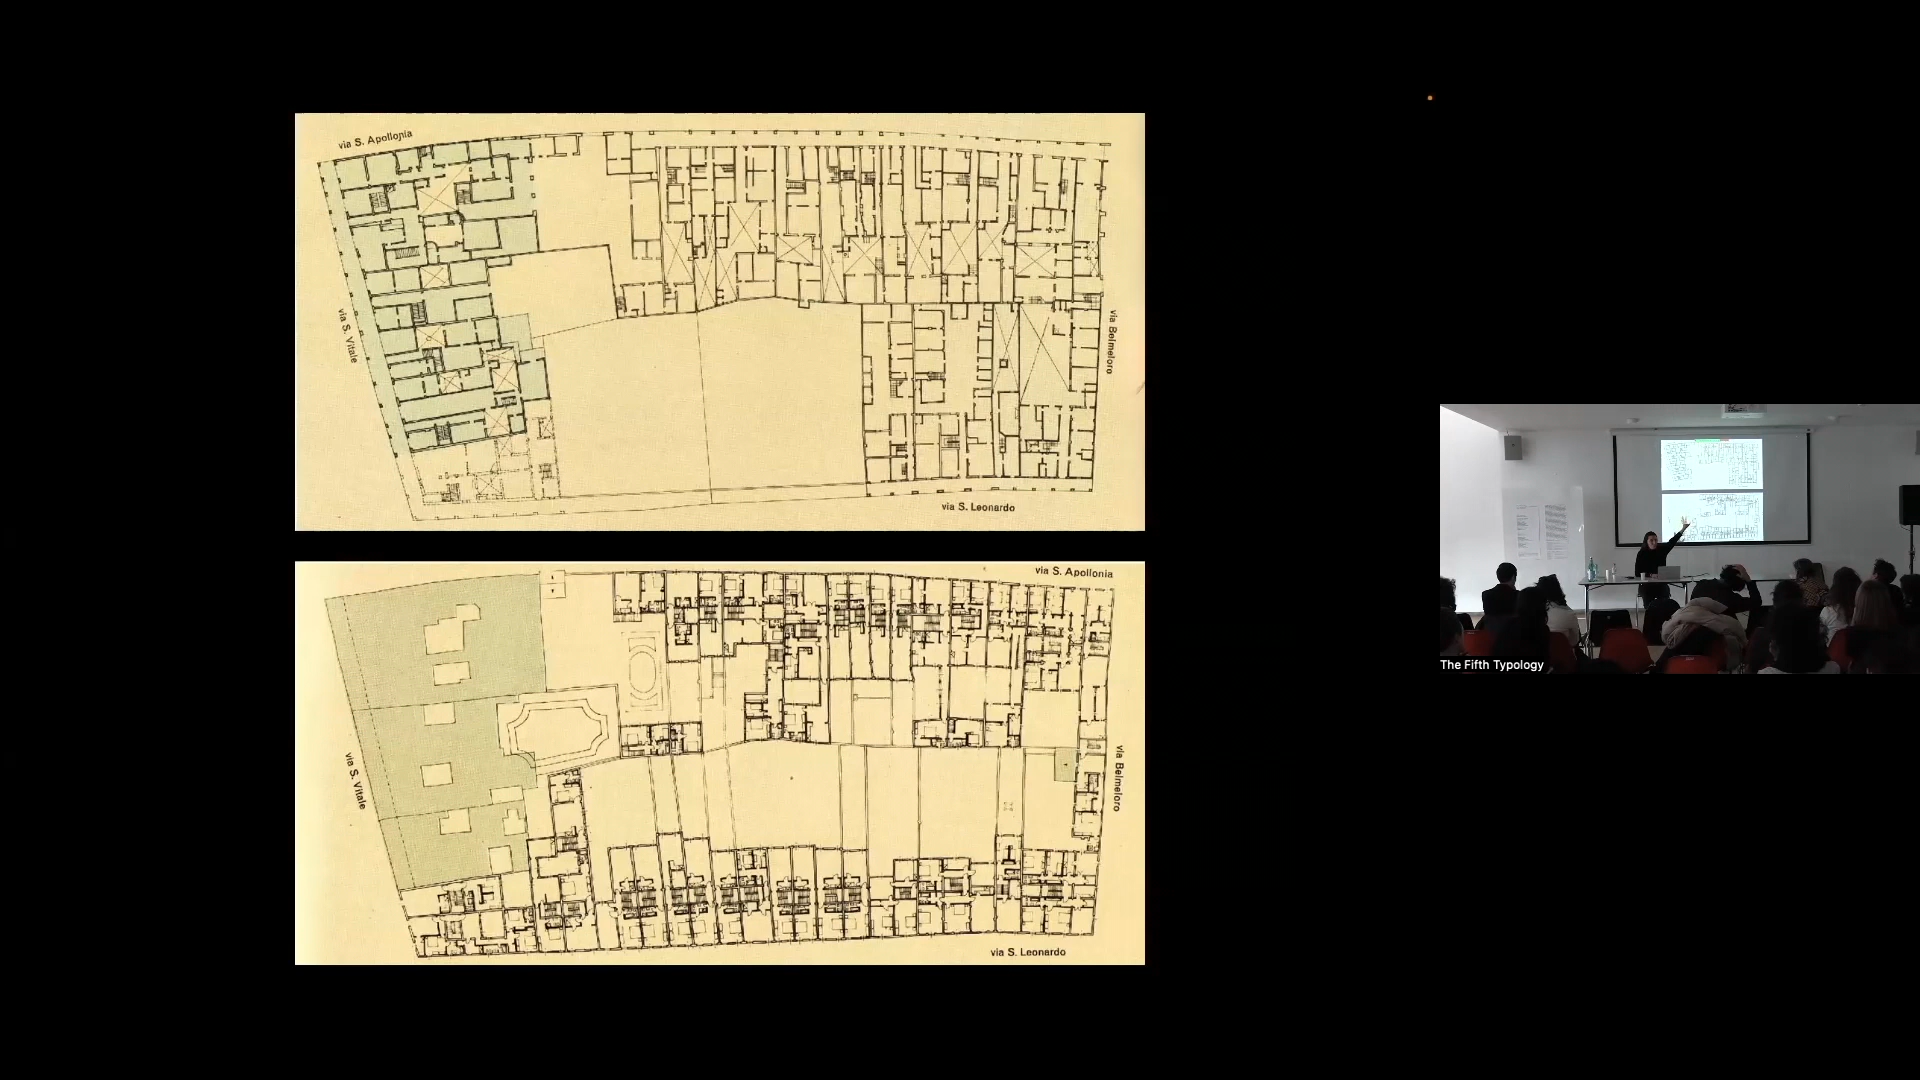 via S. Apollonia
via S. Vitale
via Belmeloro
via S. Leonardo
via S. Apollonia
via S. Vitale
via Belmeloro
via S. Leonardo
The Fifth Typology